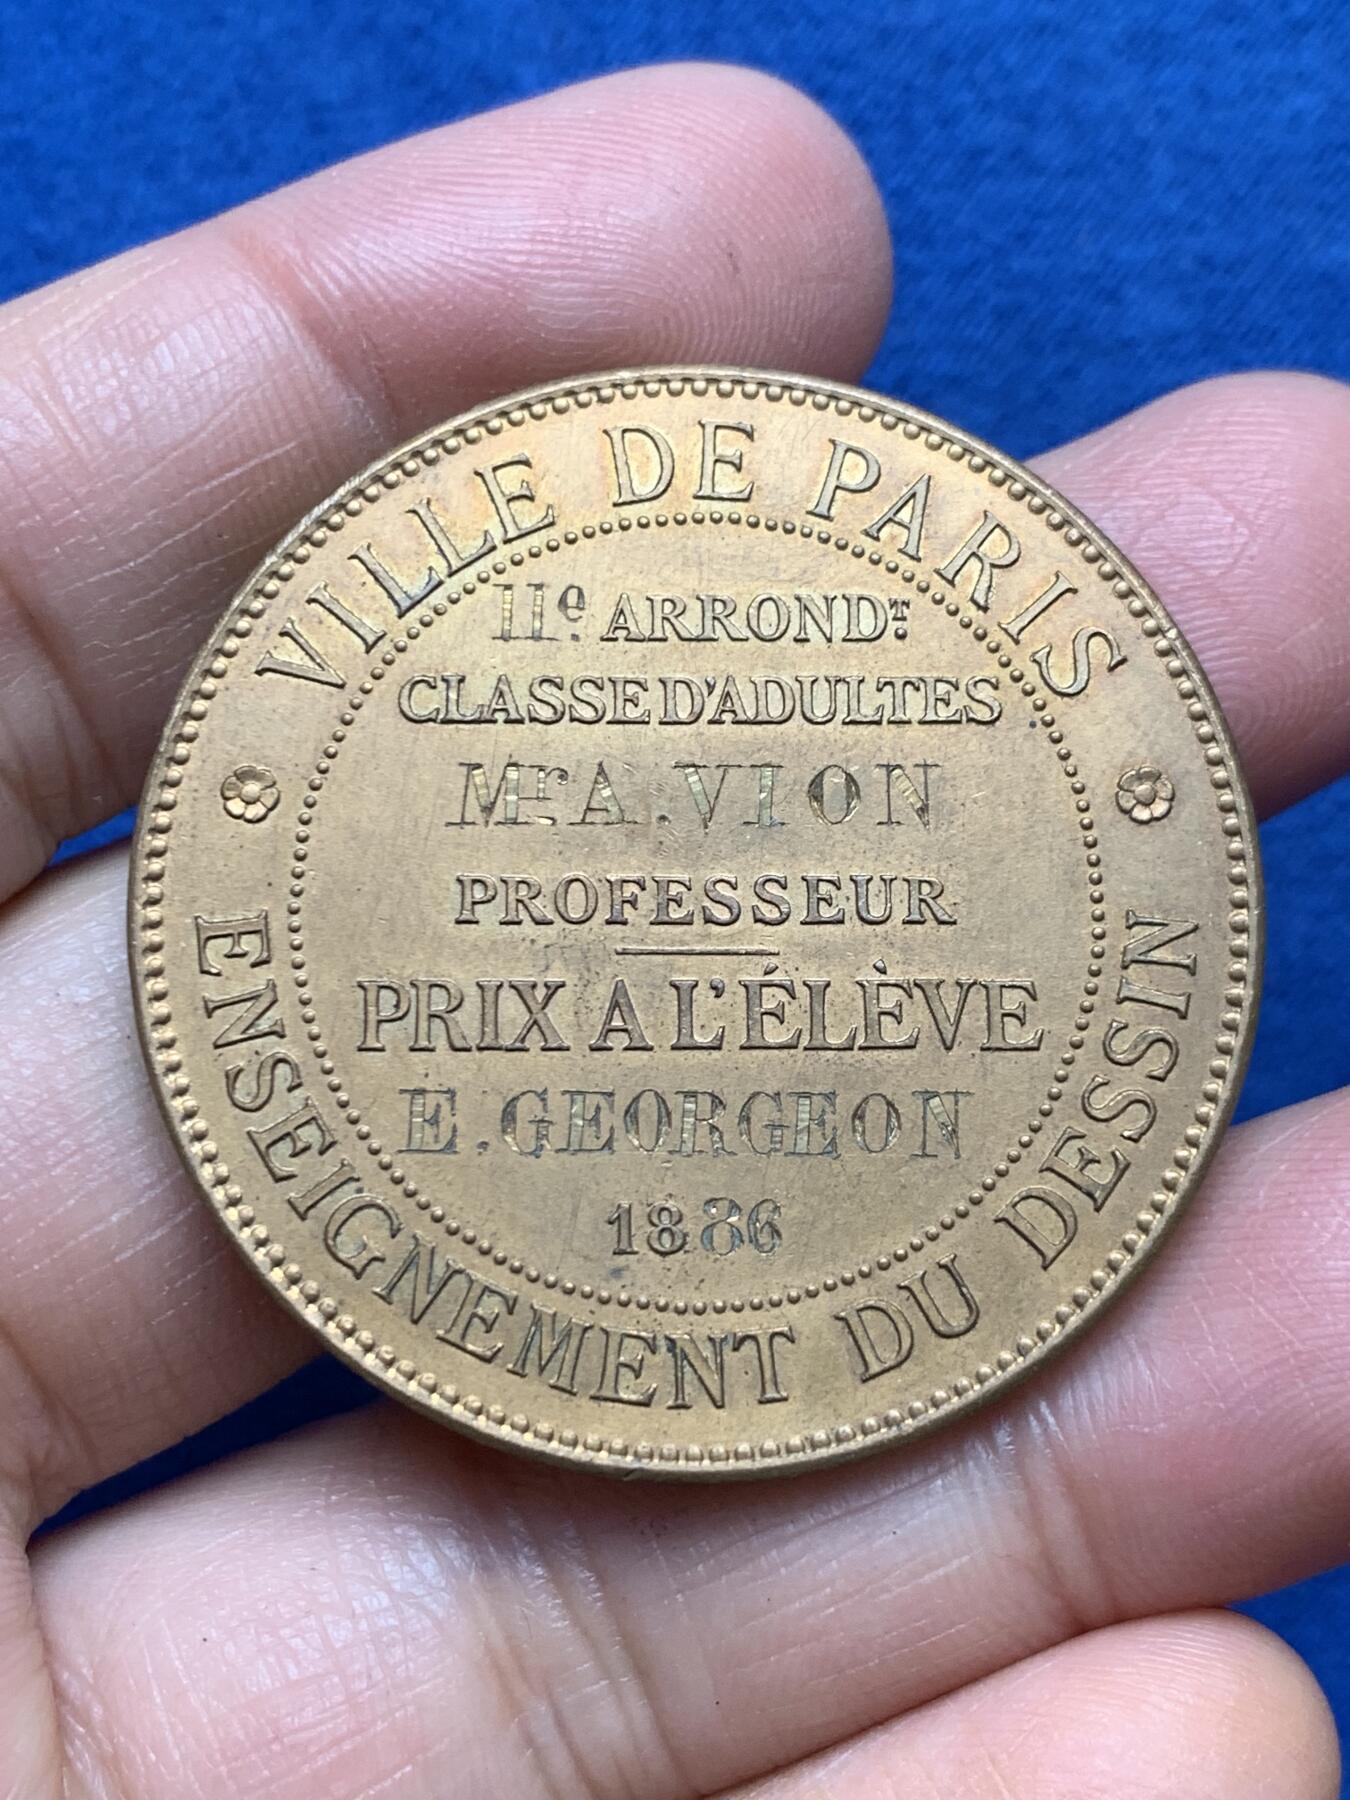 VILLE DE PARIS
11e ARRONDT.
CLASSE D'ADULTES
Mr A. VION
PROFESSEUR
PRIX A L'ÉLÈVE
E. GEORGEON
1886
ENSEIGNEMENT DU DESSIN